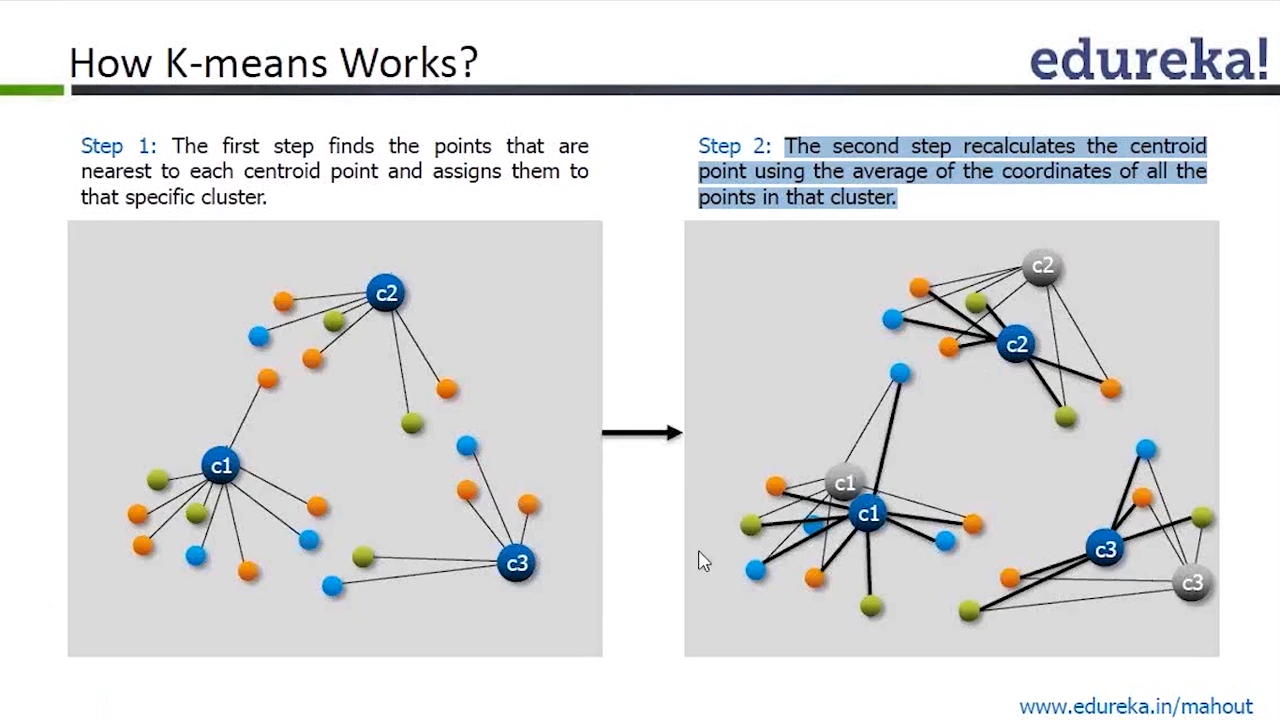 How K-means Works?
edureka!
Step 1: The first step finds the points that are
nearest to each centroid point and assigns them to
that specific cluster.
Step 2: The second step recalculates the centroid
point using the average of the coordinates of all the
points in that cluster.
c2
c1
c3
c2
c2
c1
c1
c3
c3
www.edureka.in/mahout